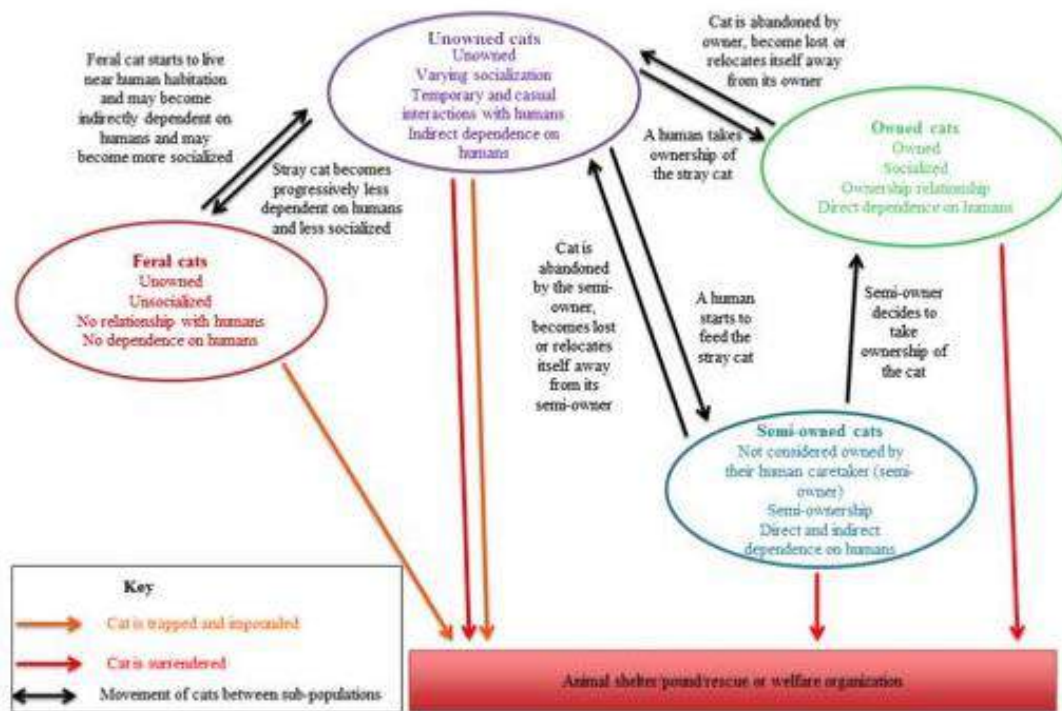 Unowned cats
Unowned
Varying socialization
Temporary and casual
interactions with humans
Indirect dependence on
humans
Cat is abandoned by
owner, become lost or
relocates itself away
from its owner
Feral cat starts to live
near human habitation
and may become
indirectly dependent on
humans and may
become more socialized
A human takes
ownership of
the stray cat
Owned cats
Owned
Socialized
Ownership relationship
Direct dependence on humans
Stray cat becomes
progressively less
dependent on humans
and less socialized
Feral cats
Unowned
Unsocialized
No relationship with humans
No dependence on humans
Cat is
abandoned
by the semi-
owner,
becomes lost
or relocates
itself away
from its
semi-owner
A human
starts to
feed the
stray cat
Semi-owner
decides to
take
ownership of
the cat
Semi-owned cats
Not considered owned by
their human caretaker (semi-
owner)
Semi-ownership
Direct and indirect
dependence on humans
Key
Cat is trapped and impounded
Cat is surrendered
Movement of cats between sub-populations
Animal shelter/pound/rescue or welfare organization